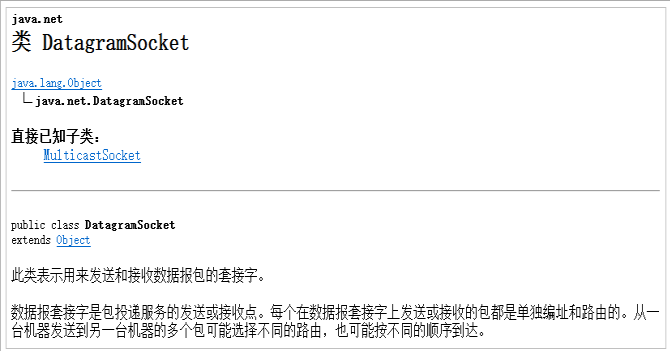 java.net
类 DatagramSocket
java.lang.Object
java.net.DatagramSocket
直接已知子类：
MulticastSocket
public class DatagramSocket
extends Object
此类表示用来发送和接收数据报包的套接字。
数据报套接字是包投递服务的发送或接收点。每个在数据报套接字上发送或接收的包都是单独编址和路由的。从一
台机器发送到另一台机器的多个包可能选择不同的路由，也可能按不同的顺序到达。